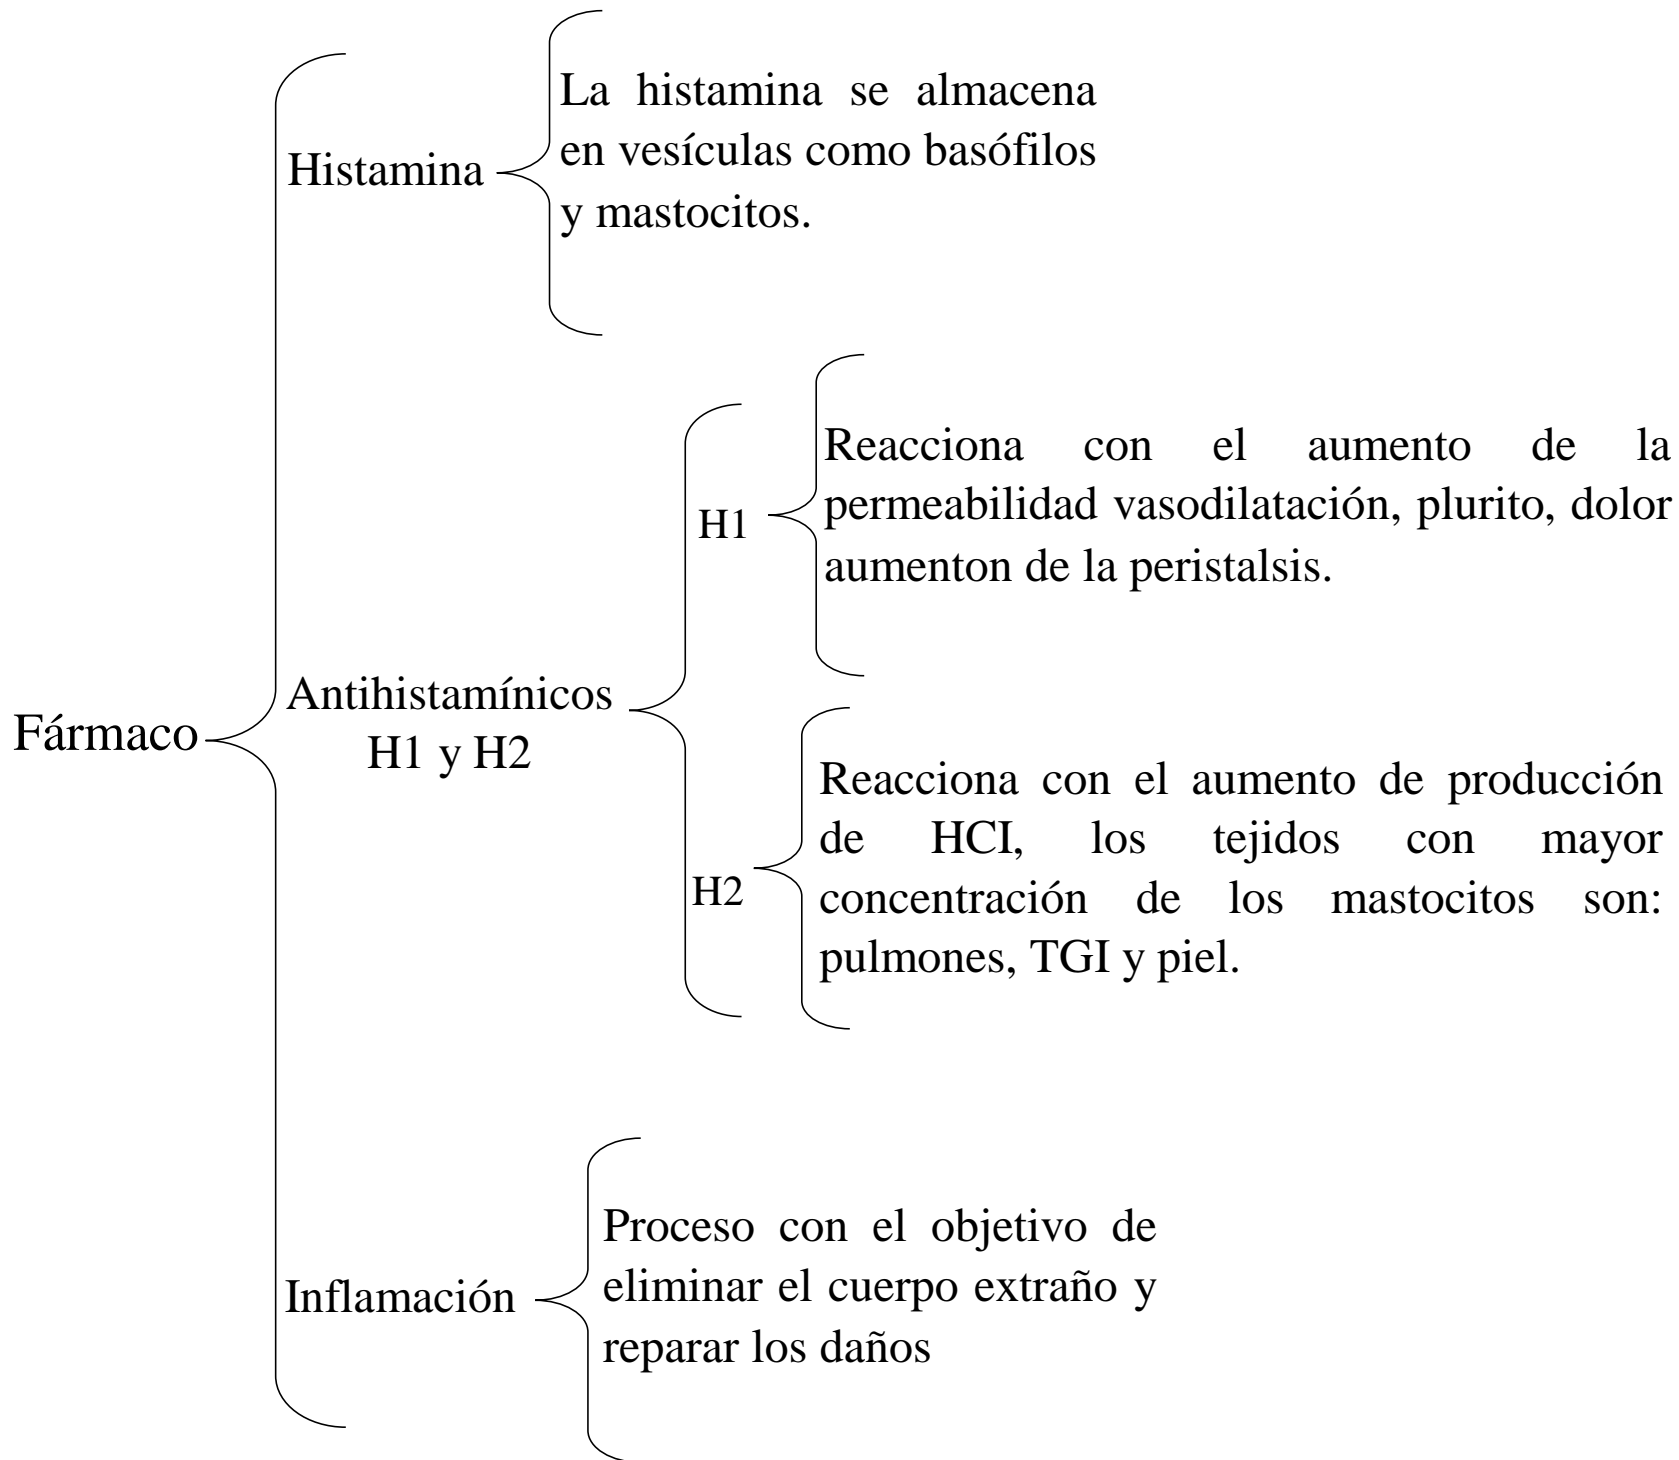 Fármaco
Histamina
La histamina se almacena
en vesículas como basófilos
y mastocitos.
Antihistamínicos
H1 y H2
H1
Reacciona con el aumento de la
permeabilidad vasodilatación, plurito, dolor
aumenton de la peristalsis.
H2
Reacciona con el aumento de producción
de HCI, los tejidos con mayor
concentración de los mastocitos son:
pulmones, TGI y piel.
Inflamación
Proceso con el objetivo de
eliminar el cuerpo extraño y
reparar los daños